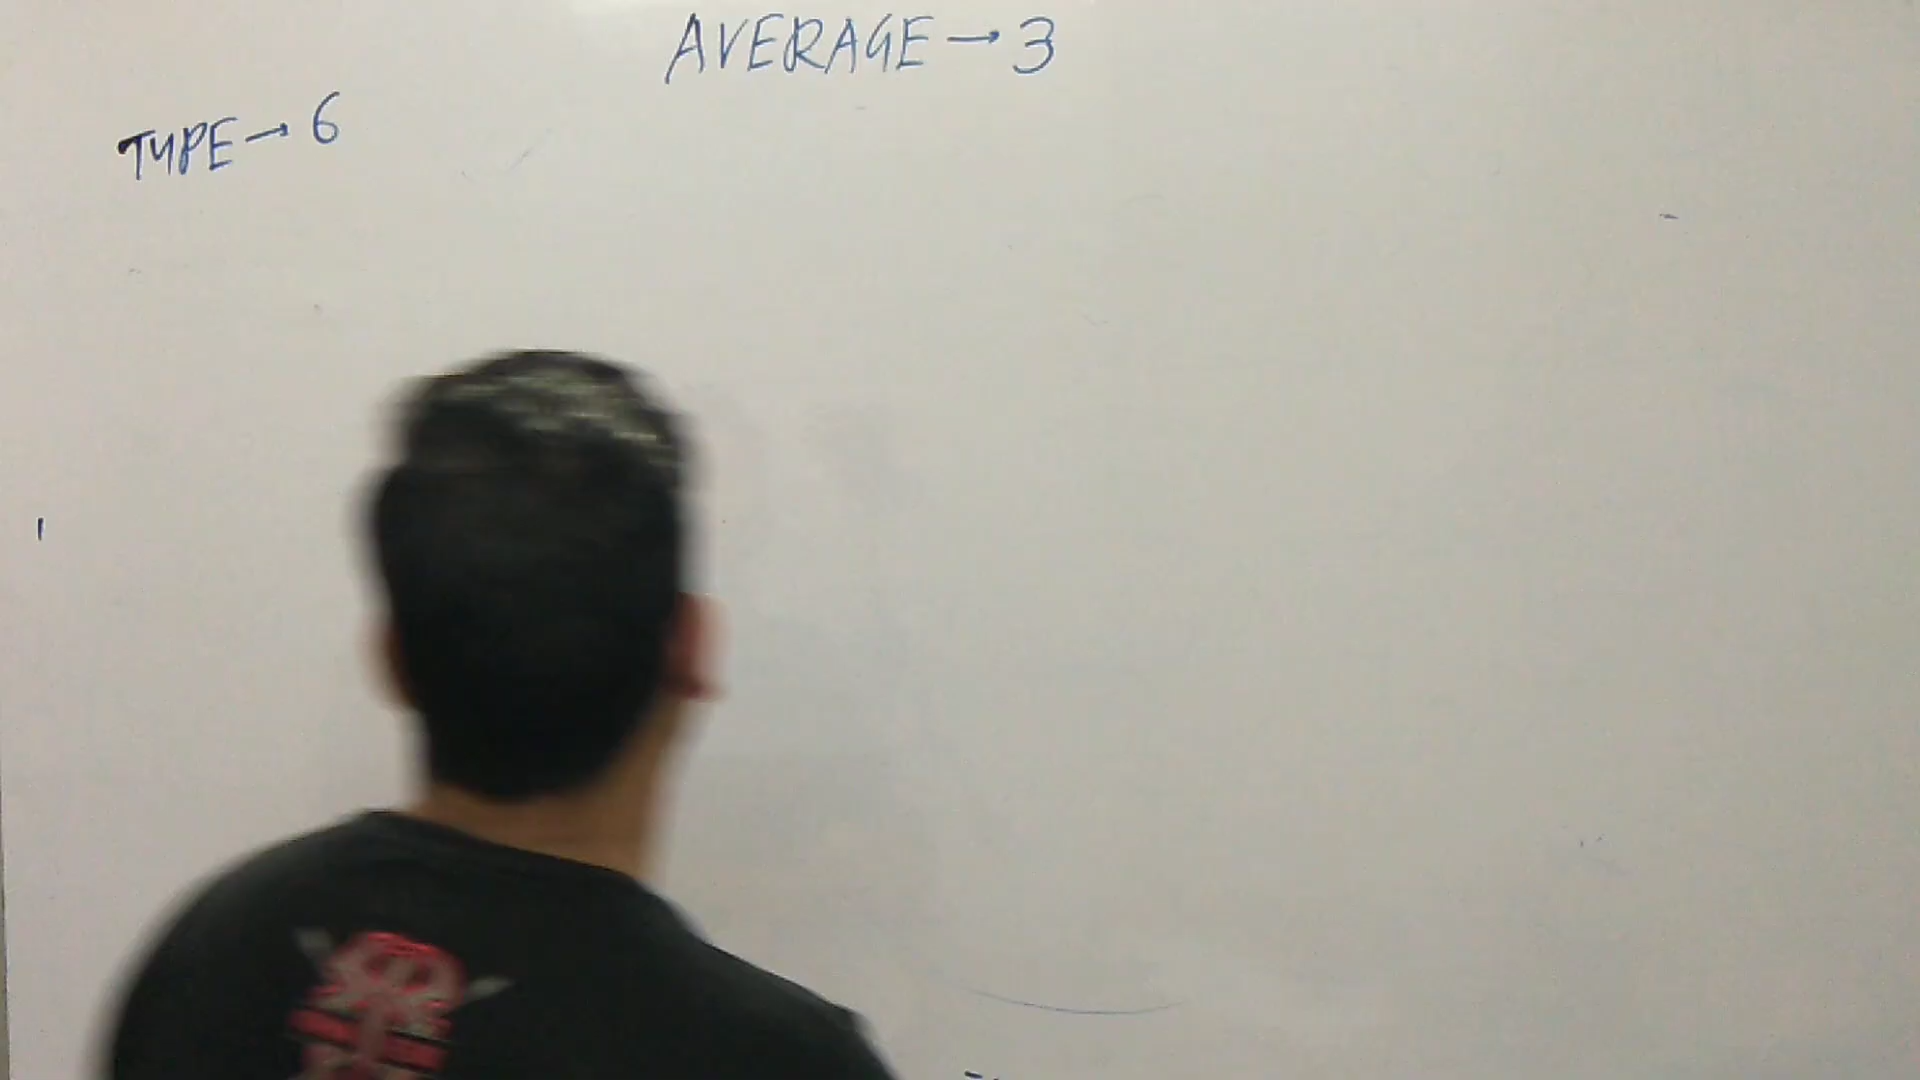 AVERAGE → 3
TYPE → 6